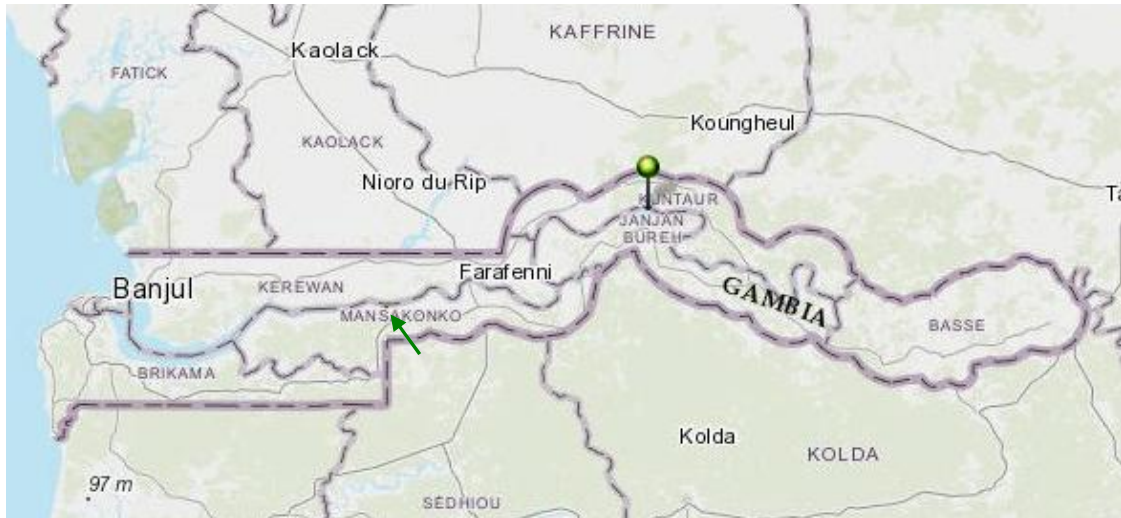 KAFFRINE
Kaolack
FATICK
Koungheul
KAOLACK
Nioro du Rip
Ta
KUNTAUR
JANJAN
BUREH
Farafenni
Banjul
KEREWAN
GAMBIA
MANSAKONKO
BASSE
BRIKAMA
Kolda
KOLDA
97 m
SÉDHIOU